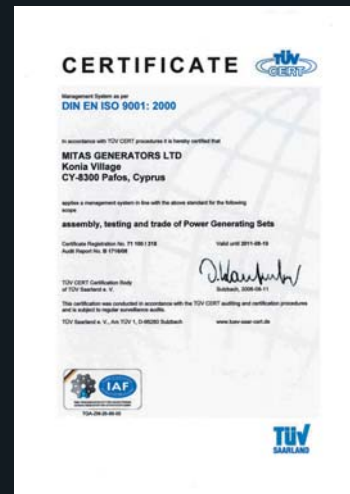 CERTIFICATE
TÜV
CERT
Management System as per
DIN EN ISO 9001: 2000
In accordance with TÜV CERT procedures it is hereby certified that
MITAS GENERATORS LTD
Konia Village
CY-8300 Pafos, Cyprus
applies a management system in line with the above standard for the following
scope
assembly, testing and trade of Power Generating Sets
Certificate Registration No. 71 100 I 218
Valid until 2011-08-10
Audit Report No. B 1716/08
TÜV CERT Certification Body
of TÜV Saarland e. V.
Sulzbach, 2008-08-11
This certification was conducted in accordance with the TÜV CERT auditing and certification procedures
and is subject to regular surveillance audits.
TÜV Saarland e. V., Am TÜV 1, D-66280 Sulzbach
www.tuev-saar-cert.de
IAF
TÜV
SAARLAND